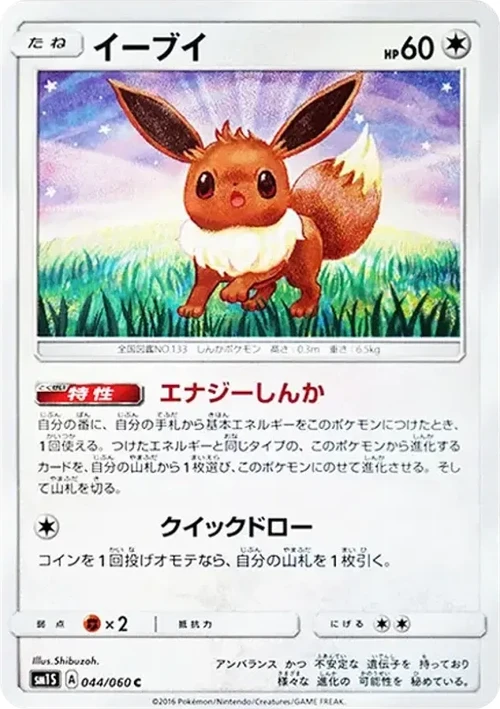 たね イーブイ HP 60
全国図鑑NO.133 しんかポケモン 高さ:0.3m 重さ:6.5kg
特性 エナジーしんか
自分の番に、自分の手札から基本エネルギーをこのポケモンにつけたとき、
1回使える。つけたエネルギーと同じタイプの、このポケモンから進化する
カードを、自分の山札から1枚選び、このポケモンにのせて進化させる。そし
て山札を切る。
クイックドロー
コインを1回投げオモテなら、自分の山札を1枚引く。
弱点 ×2 抵抗力 にげる
Illus.Shibuzoh.
sm1S A 044/060 C
アンバランス かつ 不安定な 遺伝子を 持っており
様々な 進化の 可能性を 秘めている。
©2016 Pokémon/Nintendo/Creatures/GAME FREAK.